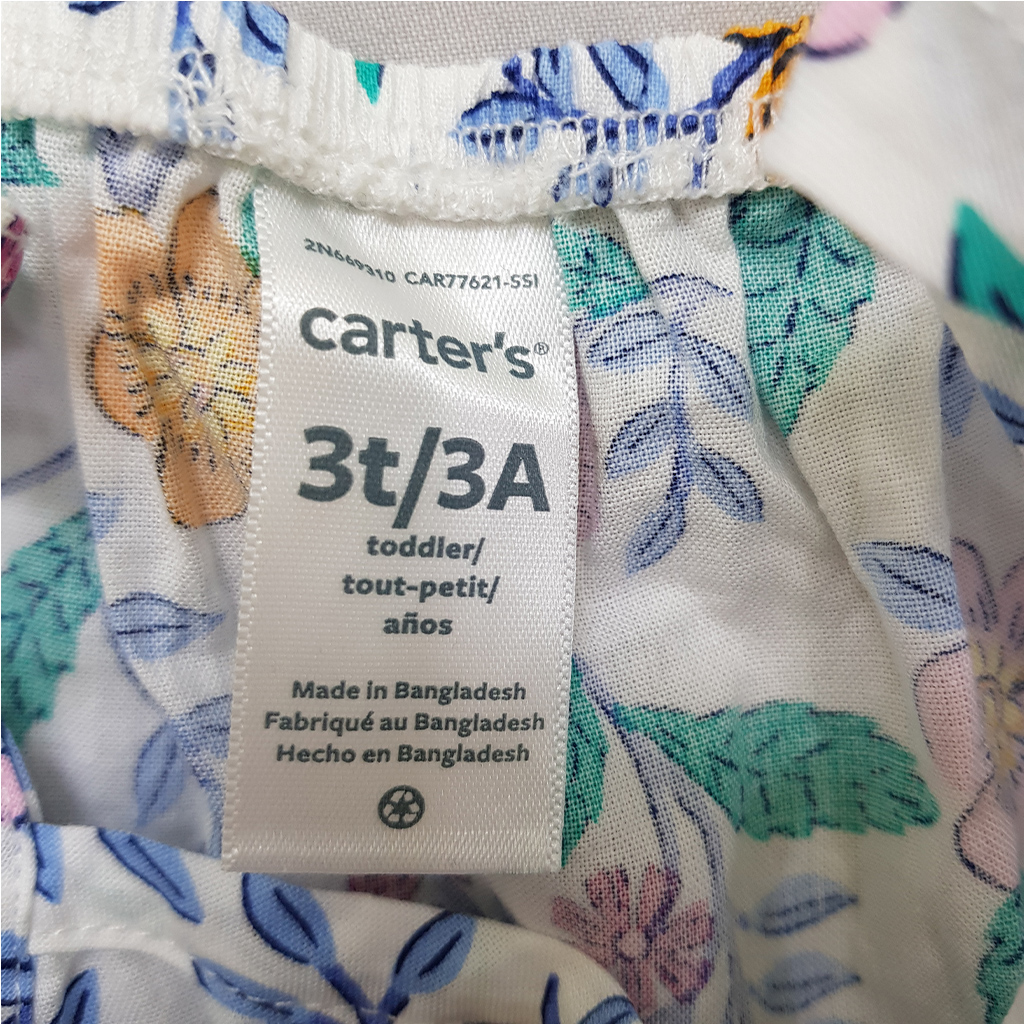 2N669310 CAR77621-SSI
carter's®
3t/3A
toddler/
tout-petit/
años
Made in Bangladesh
Fabriqué au Bangladesh
Hecho en Bangladesh